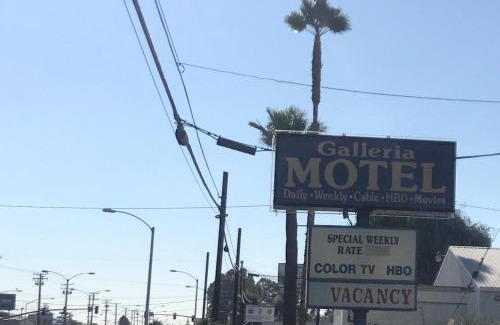 Galleria
MOTEL
Daily • Weekly • Cable • HBO • Movies
SPECIAL WEEKLY
RATE
COLOR TV HBO
VACANCY